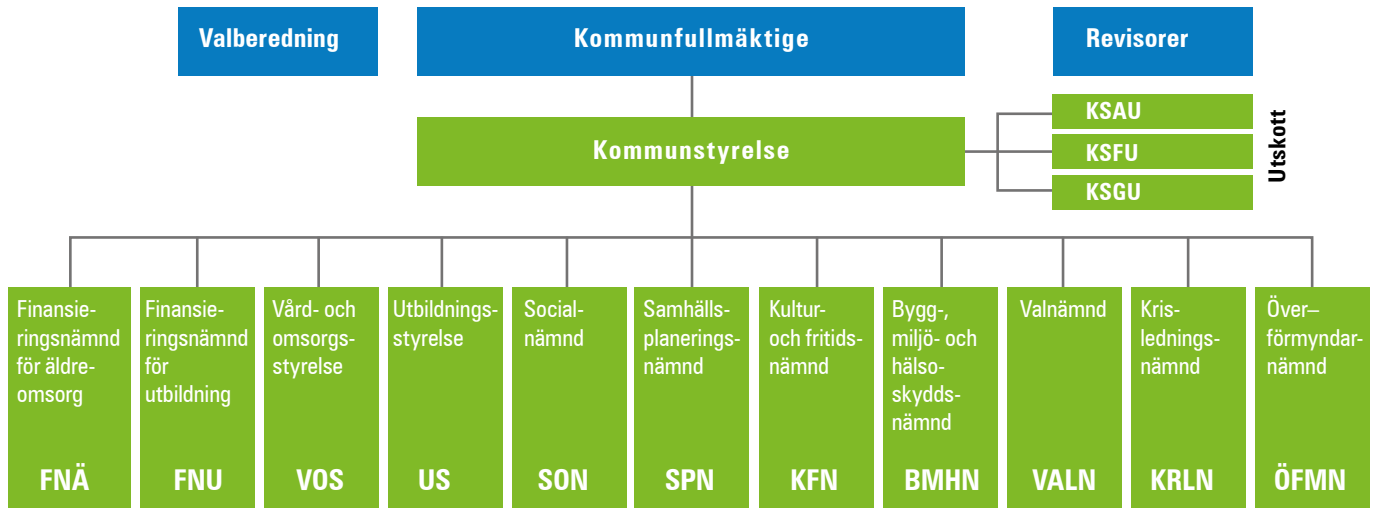 Valberedning
Kommunfullmäktige
Revisorer
Kommunstyrelse
KSAU
KSFU
KSGU
Utskott
Finansie-
ringsnämnd
för äldre-
omsorg
FNÄ
Finansie-
ringsnämnd
för
utbildning
FNU
Vård- och
omsorgs-
styrelse
VOS
Utbildnings-
styrelse
US
Social-
nämnd
SON
Samhälls-
planerings-
nämnd
SPN
Kultur-
och fritids-
nämnd
KFN
Bygg-,
miljö- och
hälso-
skydds-
nämnd
BMHN
Valnämnd
VALN
Kris-
lednings-
nämnd
KRLN
Över–
förmyndar-
nämnd
ÖFMN